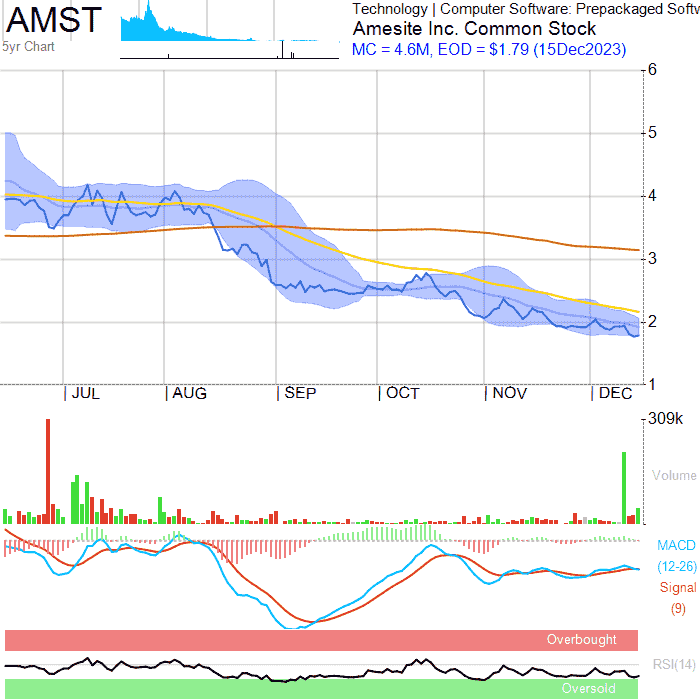 AMST
5yr Chart
Technology | Computer Software: Prepackaged Softw
Amesite Inc. Common Stock
MC = 4.6M, EOD = $1.79 (15Dec2023)
6
5
4
3
2
1
JUL AUG SEP OCT NOV DEC
309k
Volume
MACD
(12-26)
Signal
(9)
Overbought
RSI(14)
Oversold